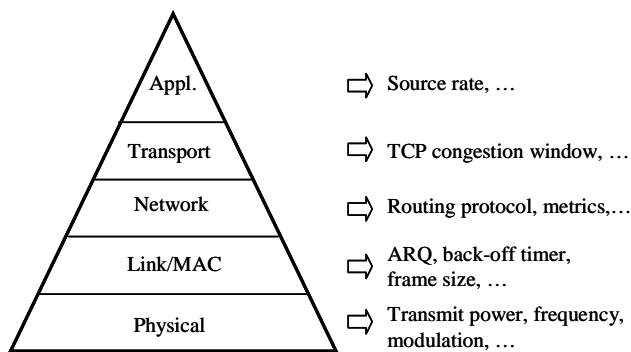 Appl.
Source rate, …
Transport
TCP congestion window, …
Network
Routing protocol, metrics,…
Link/MAC
ARQ, back-off timer,
frame size, …
Physical
Transmit power, frequency,
modulation, …